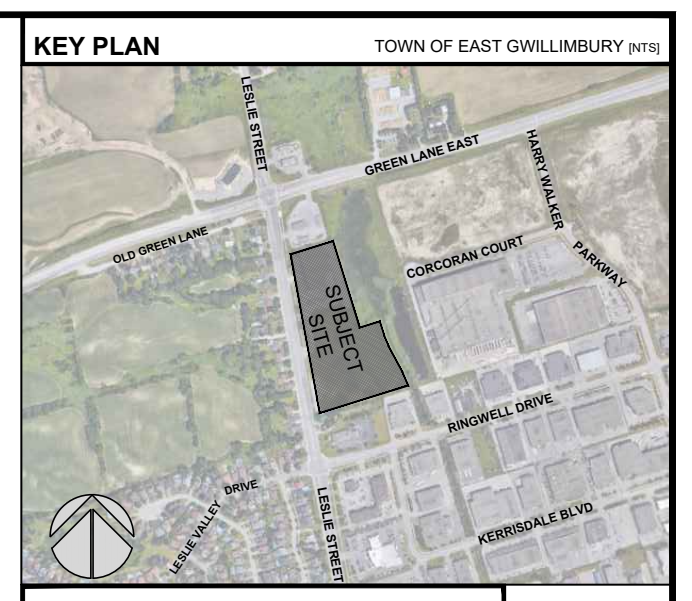 KEY PLAN
TOWN OF EAST GWILLIMBURY [NTS]
LESLIE STREET
GREEN LANE EAST
HARRY WALKER
PARKWAY
OLD GREEN LANE
CORCORAN COURT
SUBJECT
SITE
RINGWELL DRIVE
LESLIE VALLEY
DRIVE
LESLIE STREET
KERRISDALE BLVD